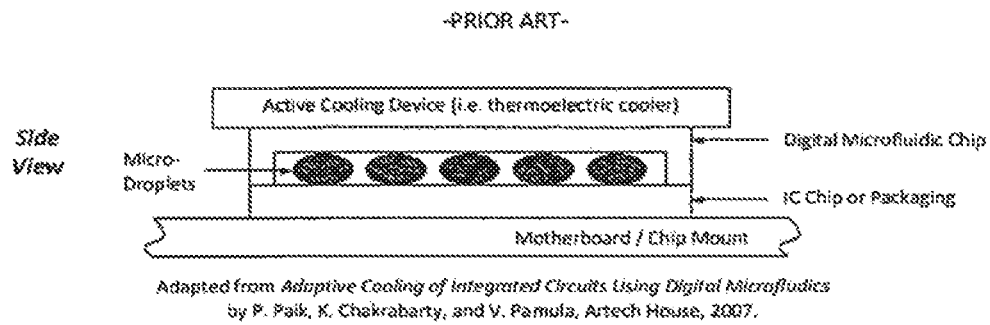 -PRIOR ART-
Side
View
Active Cooling Device (i.e. thermoelectric cooler)
Micro-
Droplets
Digital Microfluidic Chip
IC Chip or Packaging
Motherboard / Chip Mount
Adapted from Adaptive Cooling of Integrated Circuits Using Digital Microfludics
by P. Paik, K. Chakrabarty, and V. Pamula, Artech House, 2007.